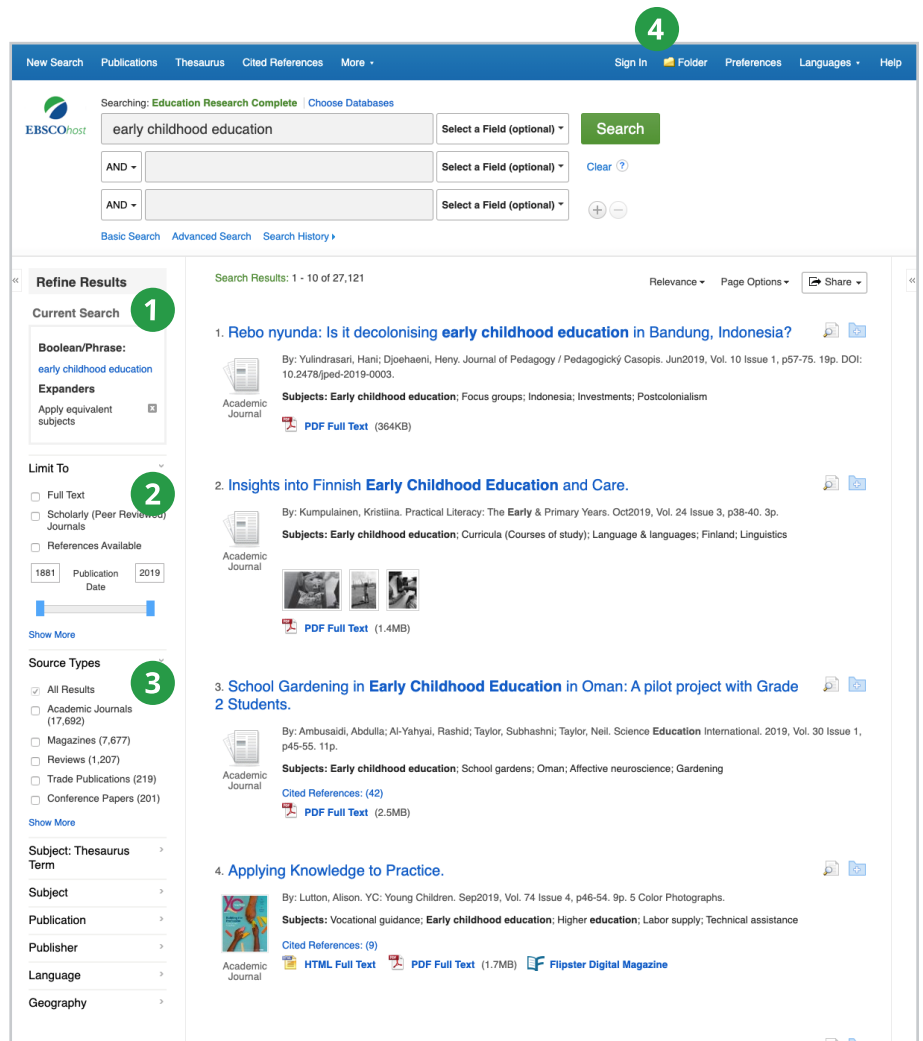 4
New Search Publications Thesaurus Cited References More Sign In Folder Preferences Languages Help
EBSCOhost
Searching: Education Research Complete | Choose Databases
early childhood education Select a Field (optional) Search
AND Select a Field (optional) Clear ?
AND Select a Field (optional) + −
Basic Search Advanced Search Search History
« Refine Results
Current Search
1
Boolean/Phrase:
early childhood education
Expanders
Apply equivalent
subjects
x
Limit To
2
Full Text
Scholarly (Peer Reviewed)
Journals
References Available
1881 Publication 2019
Date
Show More
Source Types
3
All Results
Academic Journals
(17,692)
Magazines (7,677)
Reviews (1,207)
Trade Publications (219)
Conference Papers (201)
Show More
Subject: Thesaurus
Term
Subject
Publication
Publisher
Language
Geography
Search Results: 1 - 10 of 27,121 Relevance Page Options Share «
1. Rebo nyunda: Is it decolonising early childhood education in Bandung, Indonesia?
By: Yulindrasari, Hani; Djoehaeni, Heny. Journal of Pedagogy / Pedagogický Casopis. Jun2019, Vol. 10 Issue 1, p57-75. 19p. DOI:
10.2478/jped-2019-0003.
Academic
Journal
Subjects: Early childhood education; Focus groups; Indonesia; Investments; Postcolonialism
PDF Full Text (364KB)
2. Insights into Finnish Early Childhood Education and Care.
By: Kumpulainen, Kristiina. Practical Literacy: The Early & Primary Years. Oct2019, Vol. 24 Issue 3, p38-40. 3p.
Academic
Journal
Subjects: Early childhood education; Curricula (Courses of study); Language & languages; Finland; Linguistics
PDF Full Text (1.4MB)
3. School Gardening in Early Childhood Education in Oman: A pilot project with Grade
2 Students.
By: Ambusaidi, Abdulla; Al-Yahyai, Rashid; Taylor, Subhashni; Taylor, Neil. Science Education International. 2019, Vol. 30 Issue 1,
p45-55. 11p.
Academic
Journal
Subjects: Early childhood education; School gardens; Oman; Affective neuroscience; Gardening
Cited References: (42)
PDF Full Text (2.5MB)
4. Applying Knowledge to Practice.
By: Lutton, Alison. YC: Young Children. Sep2019, Vol. 74 Issue 4, p46-54. 9p. 5 Color Photographs.
YC
Academic
Journal
Subjects: Vocational guidance; Early childhood education; Higher education; Labor supply; Technical assistance
Cited References: (9)
HTML Full Text PDF Full Text (1.7MB) Flipster Digital Magazine